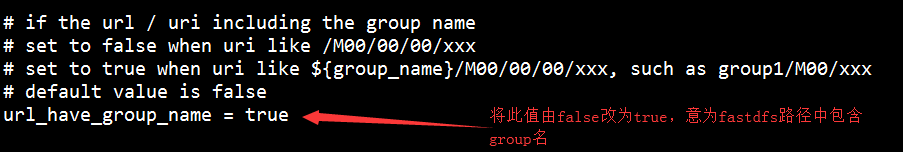 # if the url / uri including the group name
# set to false when uri like /M00/00/00/xxx
# set to true when uri like ${group_name}/M00/00/00/xxx, such as group1/M00/xxx
# default value is false
url_have_group_name = true
将此值由false改为true，意为fastdfs路径中包含
group名